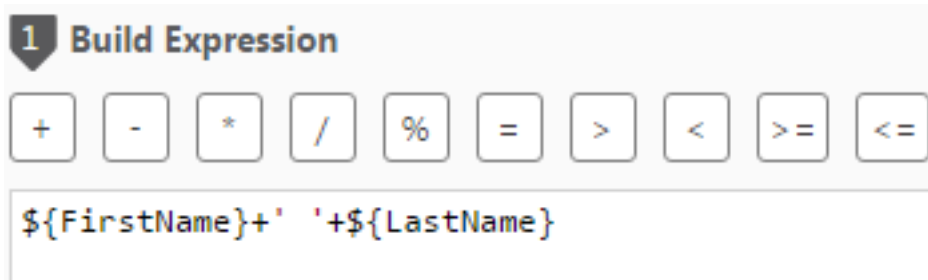 1 Build Expression
+ - * / % = > < >= <=
${FirstName}+' '+${LastName}